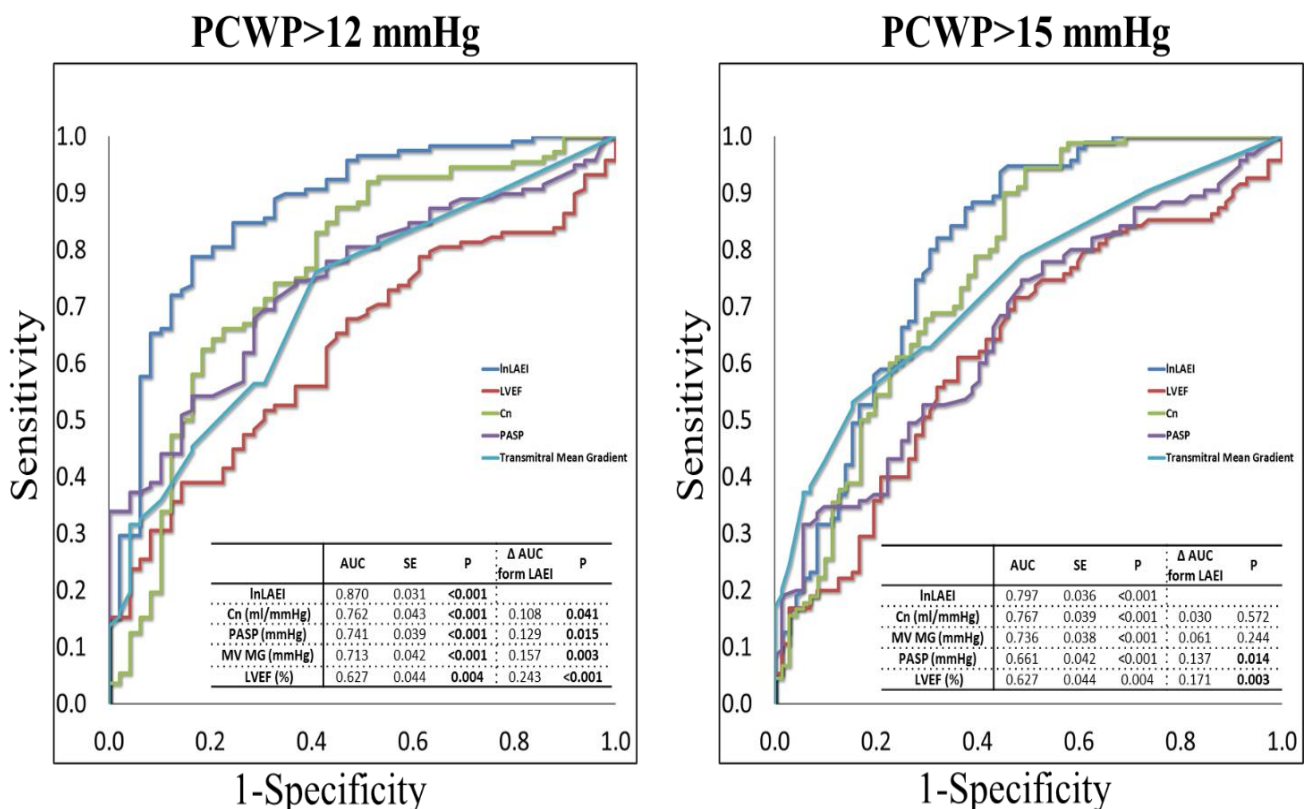 PCWP>12 mmHg
Sensitivity
1.0
0.9
0.8
0.7
0.6
0.5
0.4
0.3
0.2
0.1
0.0
lnLAEI
LVEF
Cn
PASP
Transmitral Mean Gradient
AUC SE P Δ AUC form LAEI P
lnLAEI 0.870 0.031 <0.001
Cn (ml/mmHg) 0.762 0.043 <0.001 0.108 0.041
PASP (mmHg) 0.741 0.039 <0.001 0.129 0.015
MV MG (mmHg) 0.713 0.042 <0.001 0.157 0.003
LVEF (%) 0.627 0.044 0.004 0.243 <0.001
0.0 0.2 0.4 0.6 0.8 1.0
1-Specificity
PCWP>15 mmHg
Sensitivity
1.0
0.9
0.8
0.7
0.6
0.5
0.4
0.3
0.2
0.1
0.0
lnLAEI
LVEF
Cn
PASP
Transmitral Mean Gradient
AUC SE P Δ AUC form LAEI P
lnLAEI 0.797 0.036 <0.001
Cn (ml/mmHg) 0.767 0.039 <0.001 0.030 0.572
MV MG (mmHg) 0.736 0.038 <0.001 0.061 0.244
PASP (mmHg) 0.661 0.042 <0.001 0.137 0.014
LVEF (%) 0.627 0.044 0.004 0.171 0.003
0.0 0.2 0.4 0.6 0.8 1.0
1-Specificity